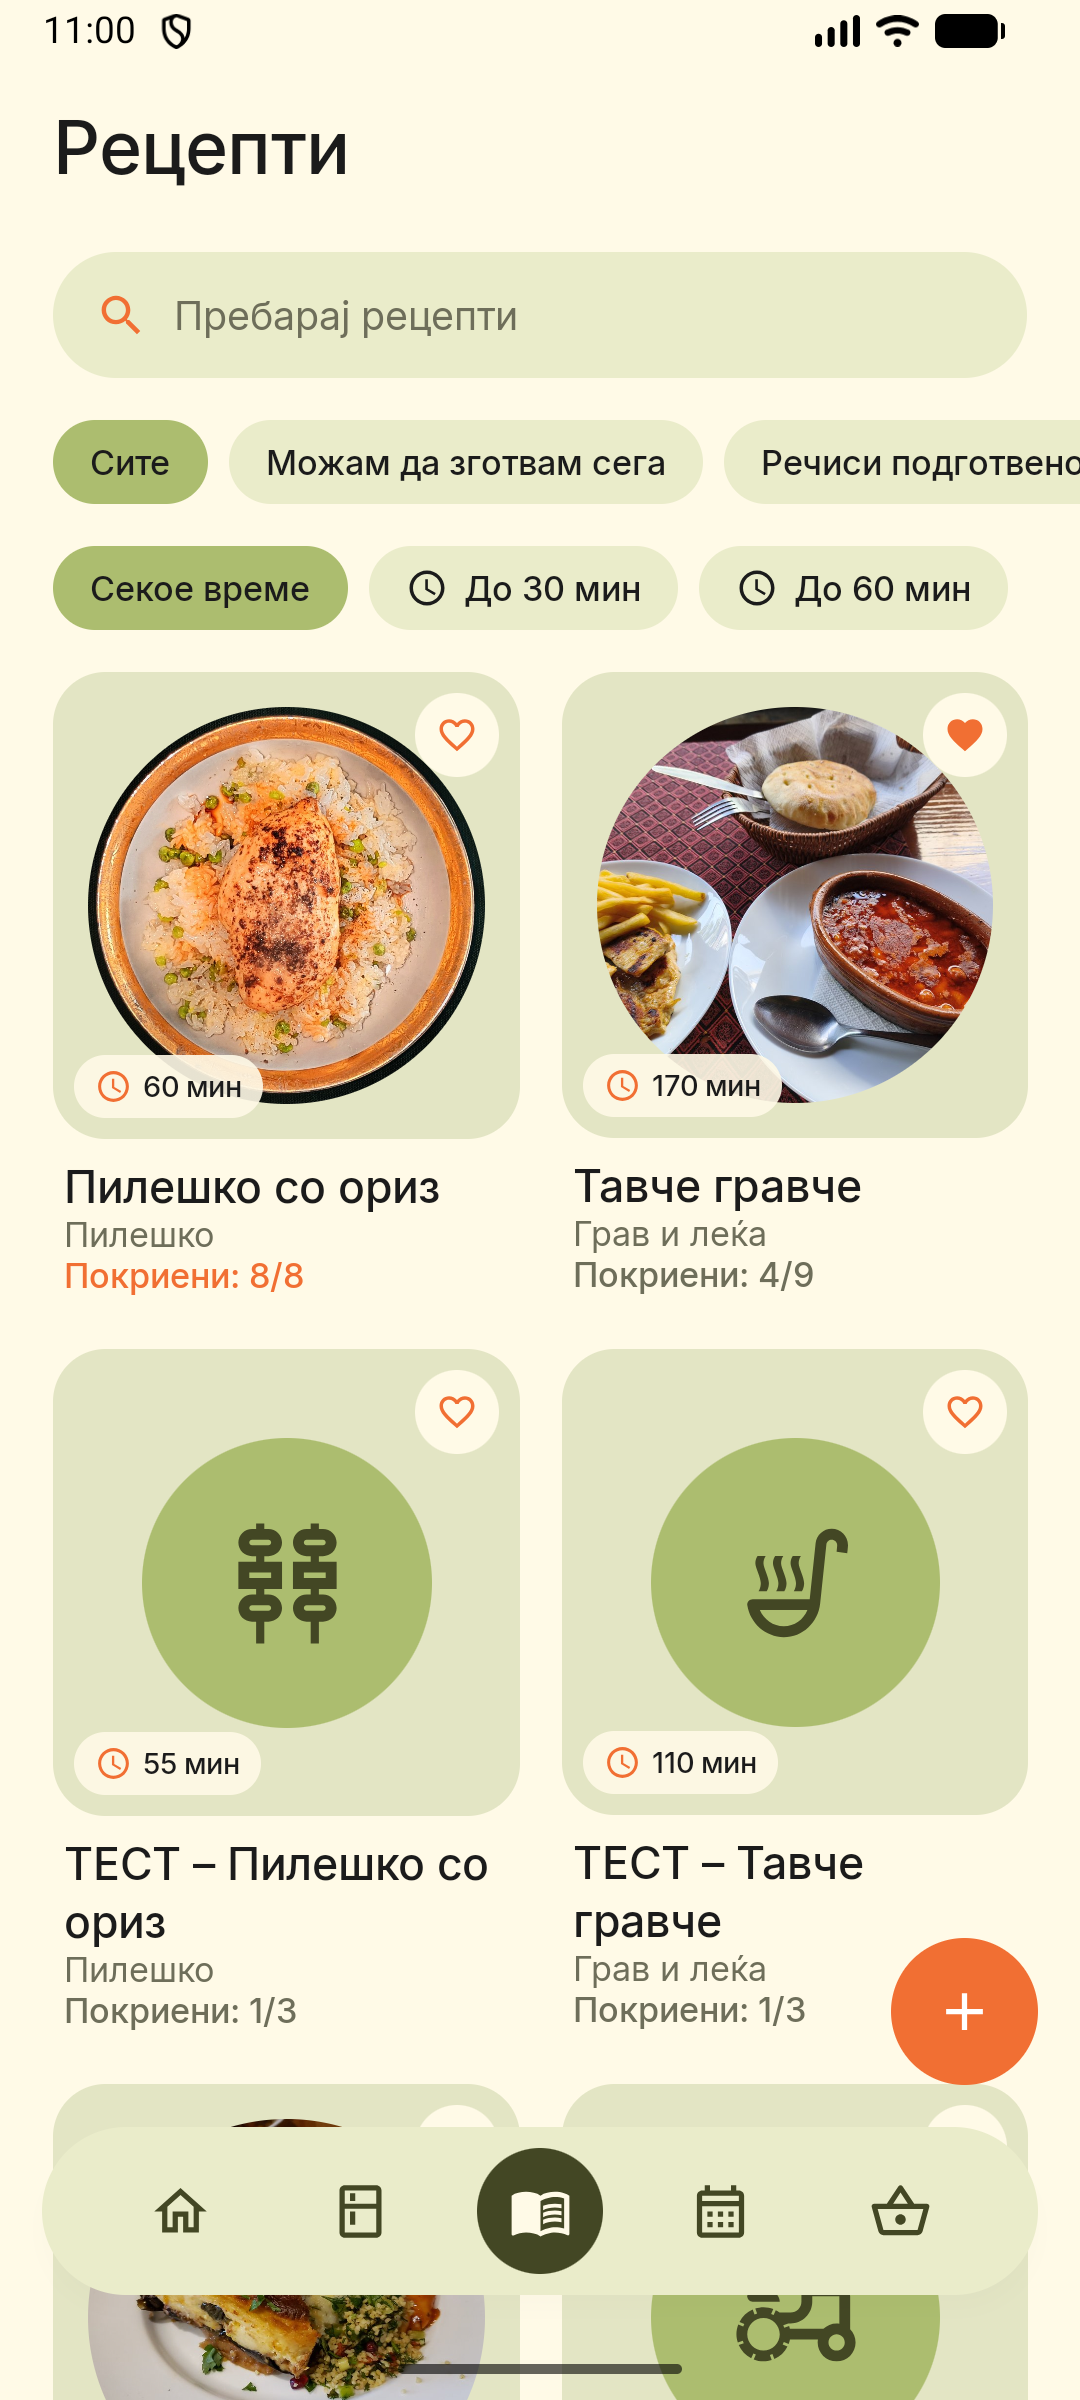 11:00
Рецепти
Пребарај рецепти
Сите
Можам да зготвам сега
Речиси подготвено
Секое време
До 30 мин
До 60 мин
60 мин
170 мин
Пилешко со ориз
Пилешко
Покриени: 8/8
Тавче гравче
Грав и леќа
Покриени: 4/9
55 мин
110 мин
ТЕСТ – Пилешко со
ориз
Пилешко
Покриени: 1/3
ТЕСТ – Тавче
гравче
Грав и леќа
Покриени: 1/3